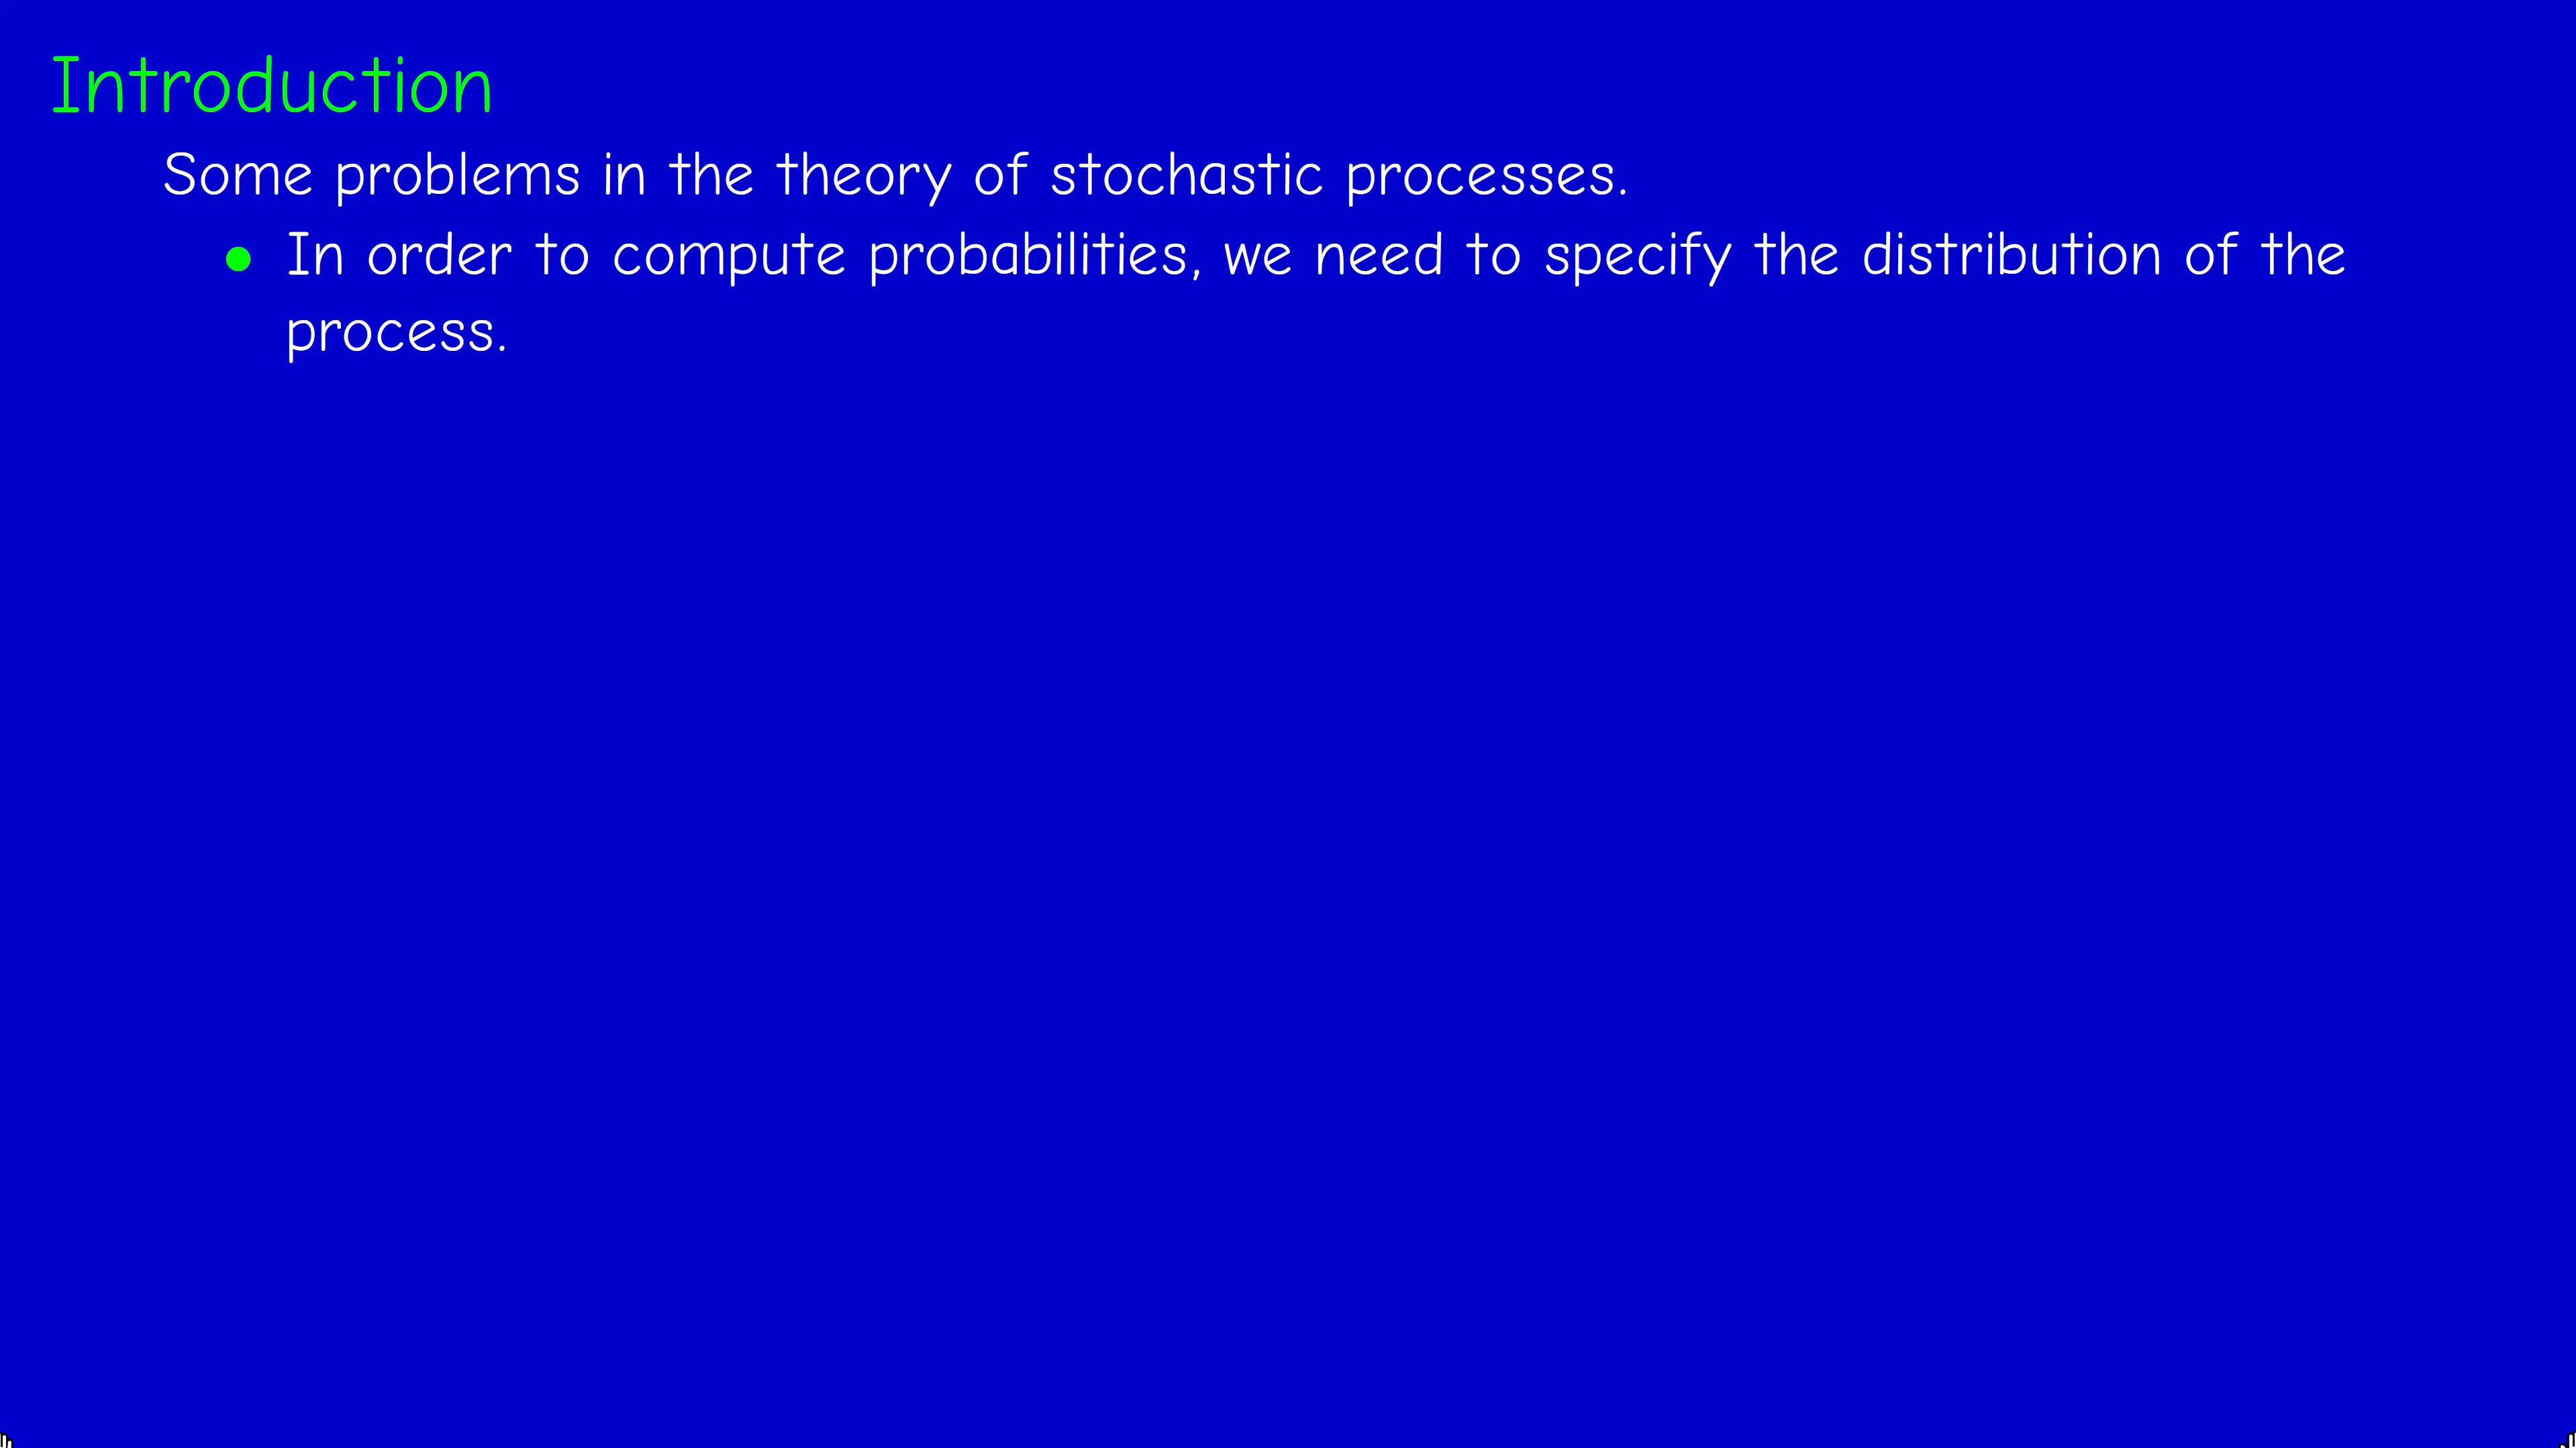 Introduction
Some problems in the theory of stochastic processes.
In order to compute probabilities, we need to specify the distribution of the
process.